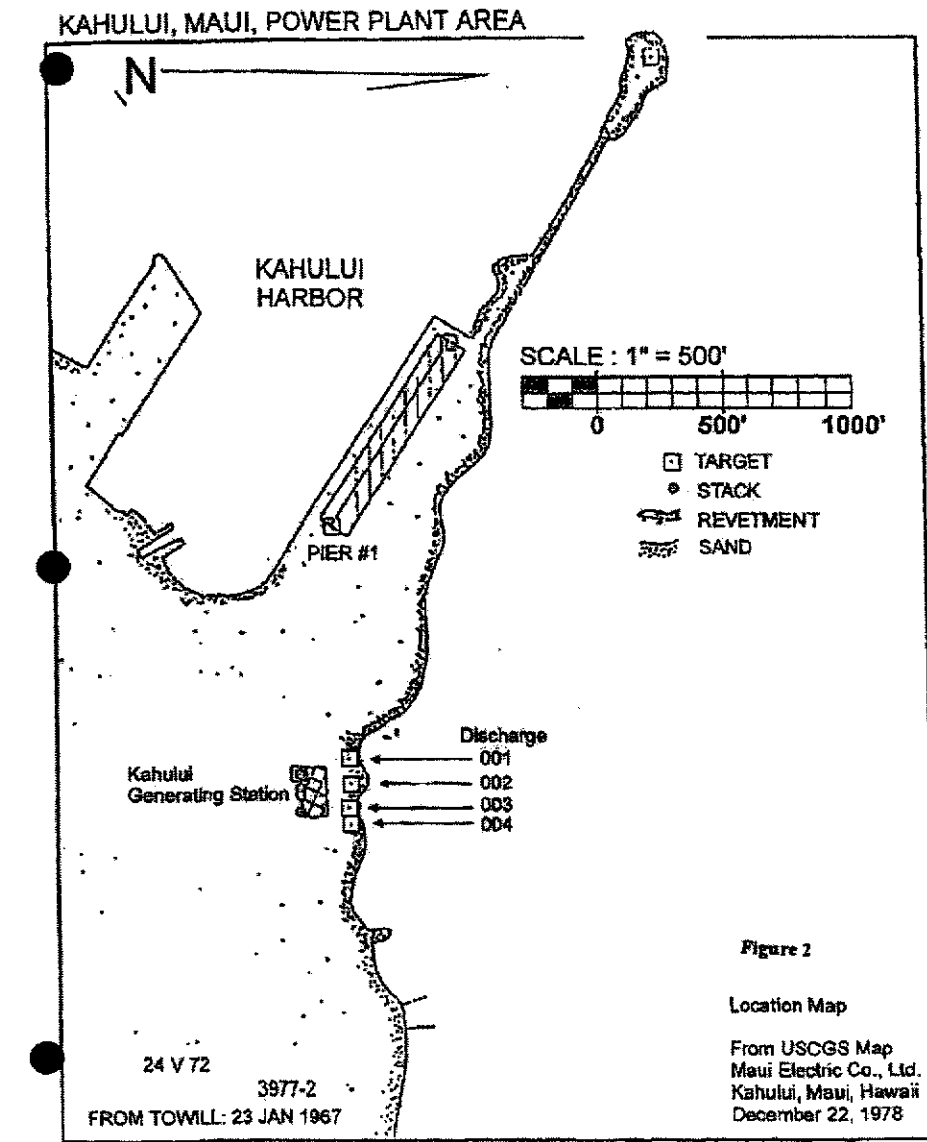 KAHULUI, MAUI, POWER PLANT AREA
N
KAHULUI
HARBOR
SCALE : 1" = 500'
0 500' 1000'
TARGET
STACK
REVETMENT
SAND
PIER #1
Discharge
001
002
003
004
Kahului
Generating Station
Figure 2
Location Map
From USCGS Map
Maui Electric Co., Ltd.
Kahului, Maui, Hawaii
December 22, 1978
24 V 72
3977-2
FROM TOWILL: 23 JAN 1967